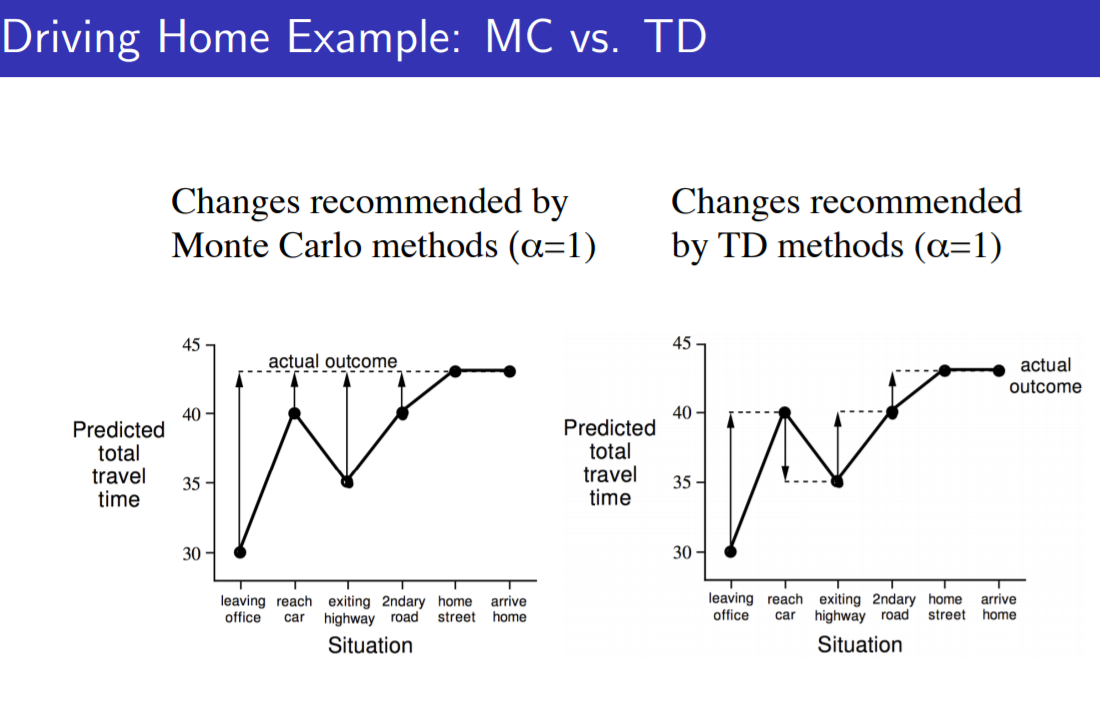 Driving Home Example: MC vs. TD
Changes recommended by
Monte Carlo methods (α=1)
Changes recommended
by TD methods (α=1)
45
40
35
30
actual outcome
Predicted
total
travel
time
leaving
office
reach
car
exiting
highway
2ndary
road
home
street
arrive
home
Situation
45
40
35
30
actual
outcome
Predicted
total
travel
time
leaving
office
reach
car
exiting
highway
2ndary
road
home
street
arrive
home
Situation